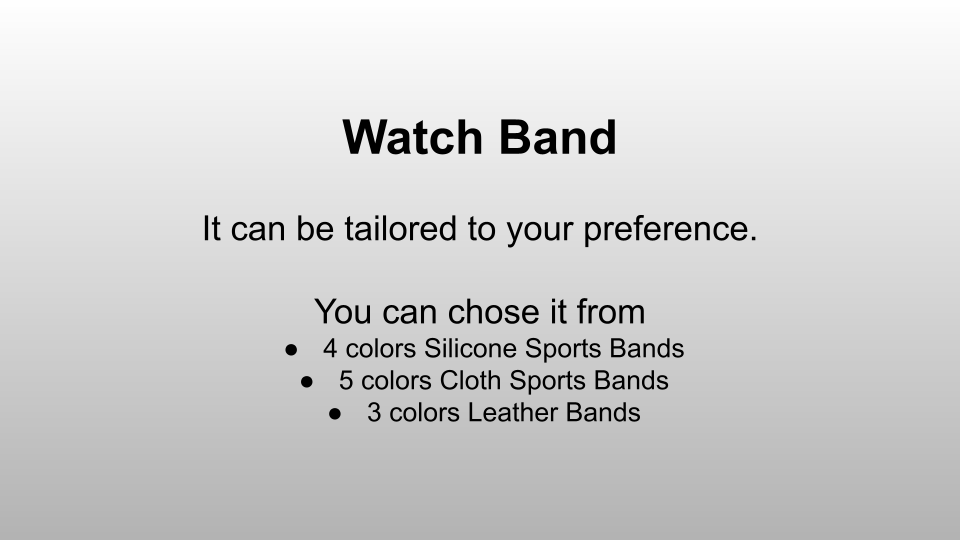 Watch Band
It can be tailored to your preference.
You can chose it from
● 4 colors Silicone Sports Bands
● 5 colors Cloth Sports Bands
● 3 colors Leather Bands